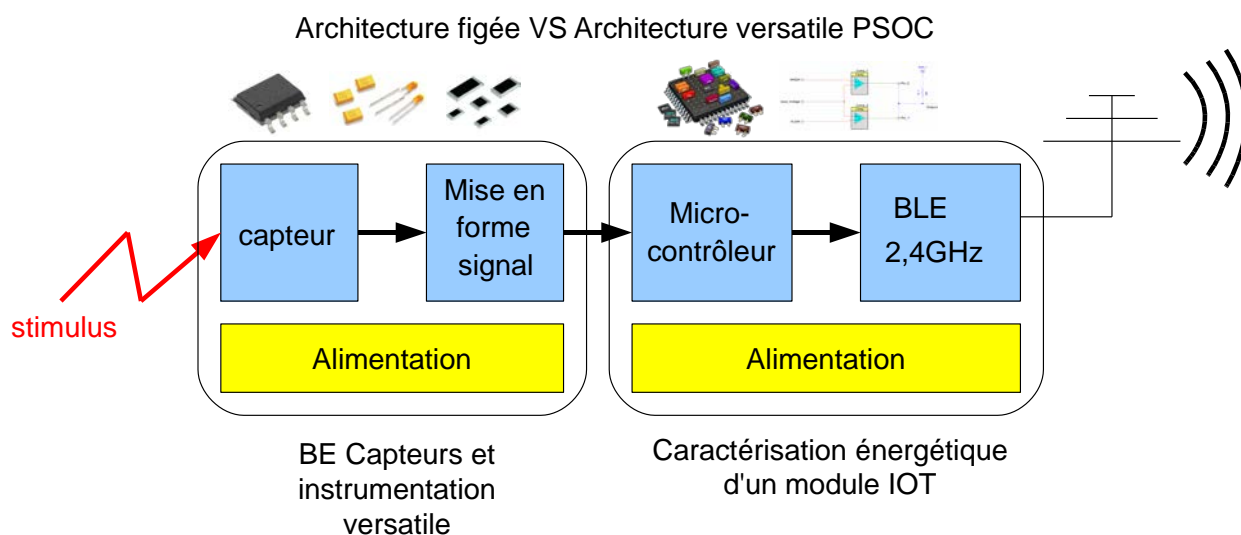 Architecture figée VS Architecture versatile PSOC
capteur
Mise en
forme
signal
Micro-
contrôleur
BLE
2,4GHz
stimulus
Alimentation
Alimentation
BE Capteurs et
instrumentation
versatile
Caractérisation énergétique
d'un module IOT